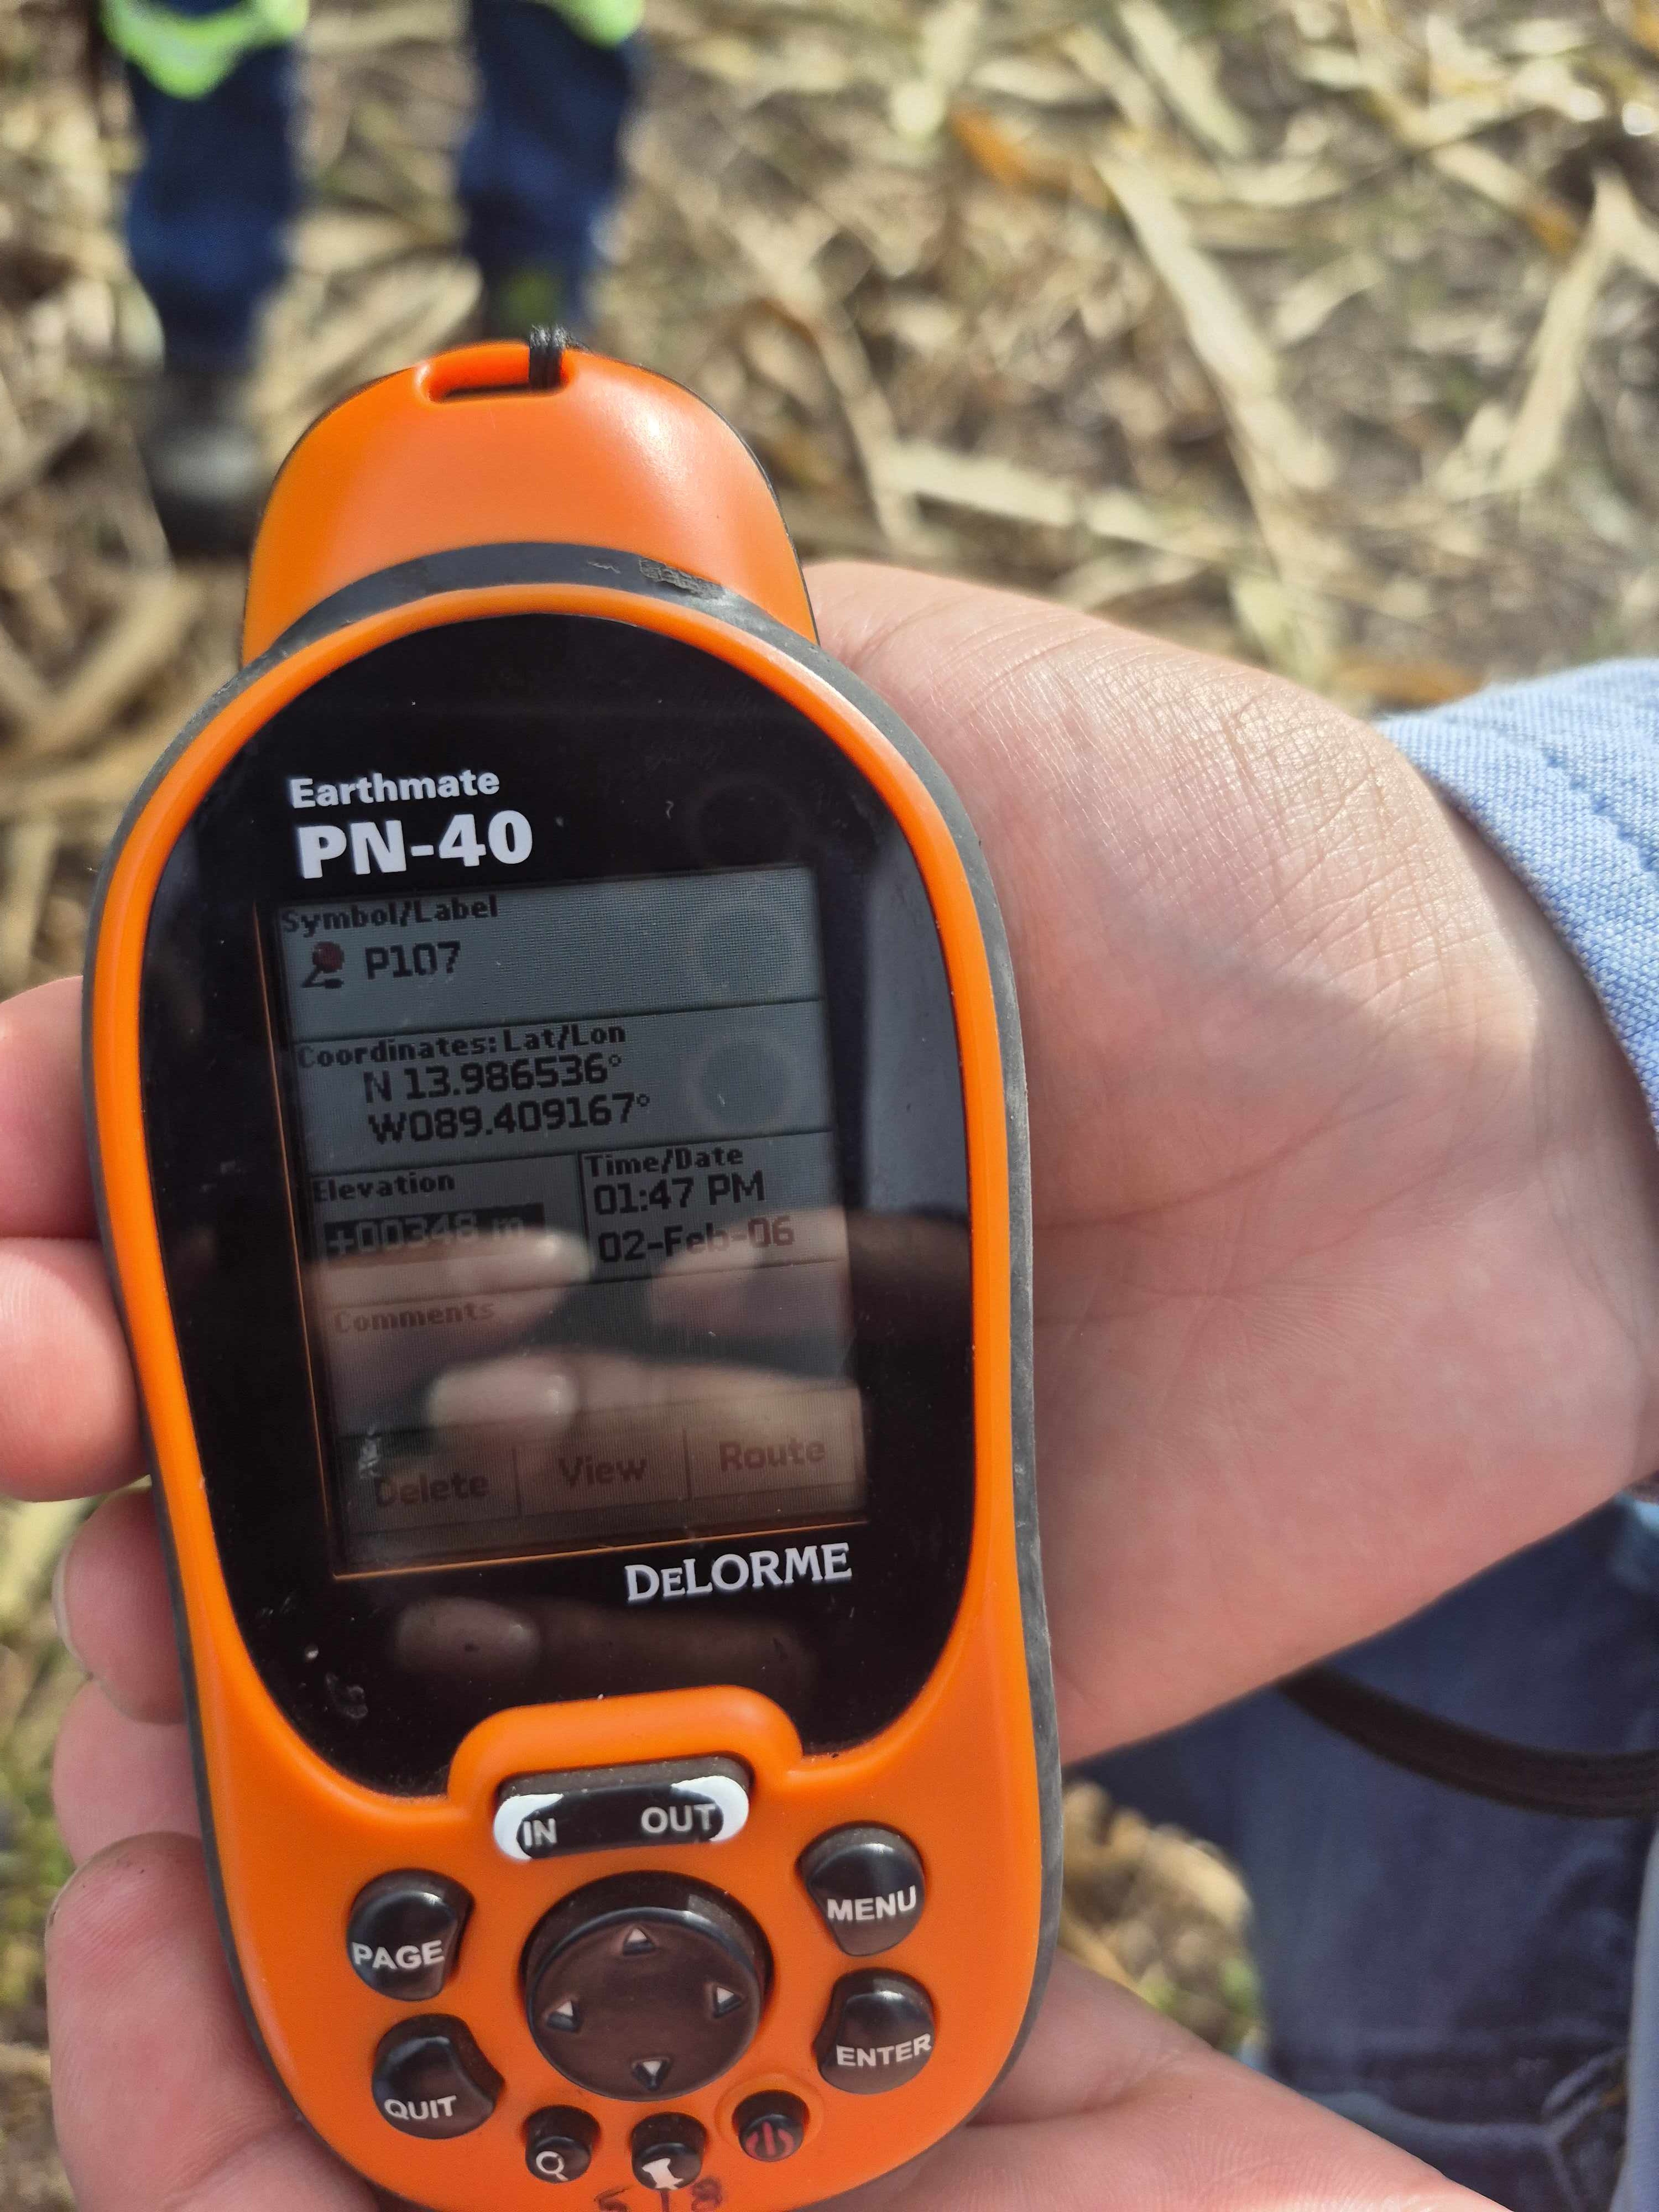 Earthmate
PN-40
Symbol/Label
P107
Coordinates: Lat/Lon
N 13.986536°
W089.409167°
Elevation
+00348 m
Time/Date
01:47 PM
02-Feb-06
Comments
Delete View Route
DELORME
IN OUT
PAGE
MENU
QUIT
ENTER